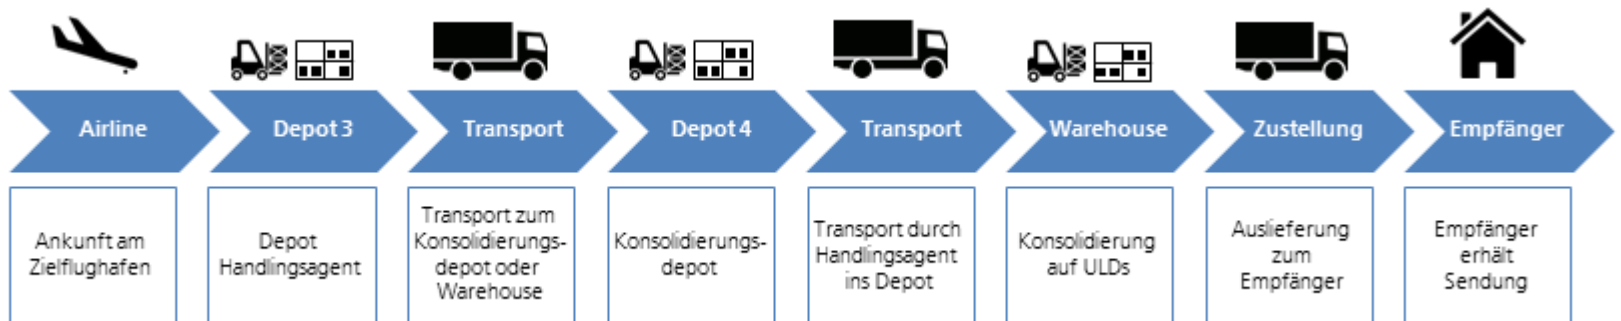 Airline
Depot 3
Transport
Depot 4
Transport
Warehouse
Zustellung
Empfänger
Ankunft am
Zielflughafen
Depot
Handlingsagent
Transport zum
Konsolidierungs-
depot oder
Warehouse
Konsolidierungs-
depot
Transport durch
Handlingsagent
ins Depot
Konsolidierung
auf ULDs
Auslieferung
zum
Empfänger
Empfänger
erhält
Sendung